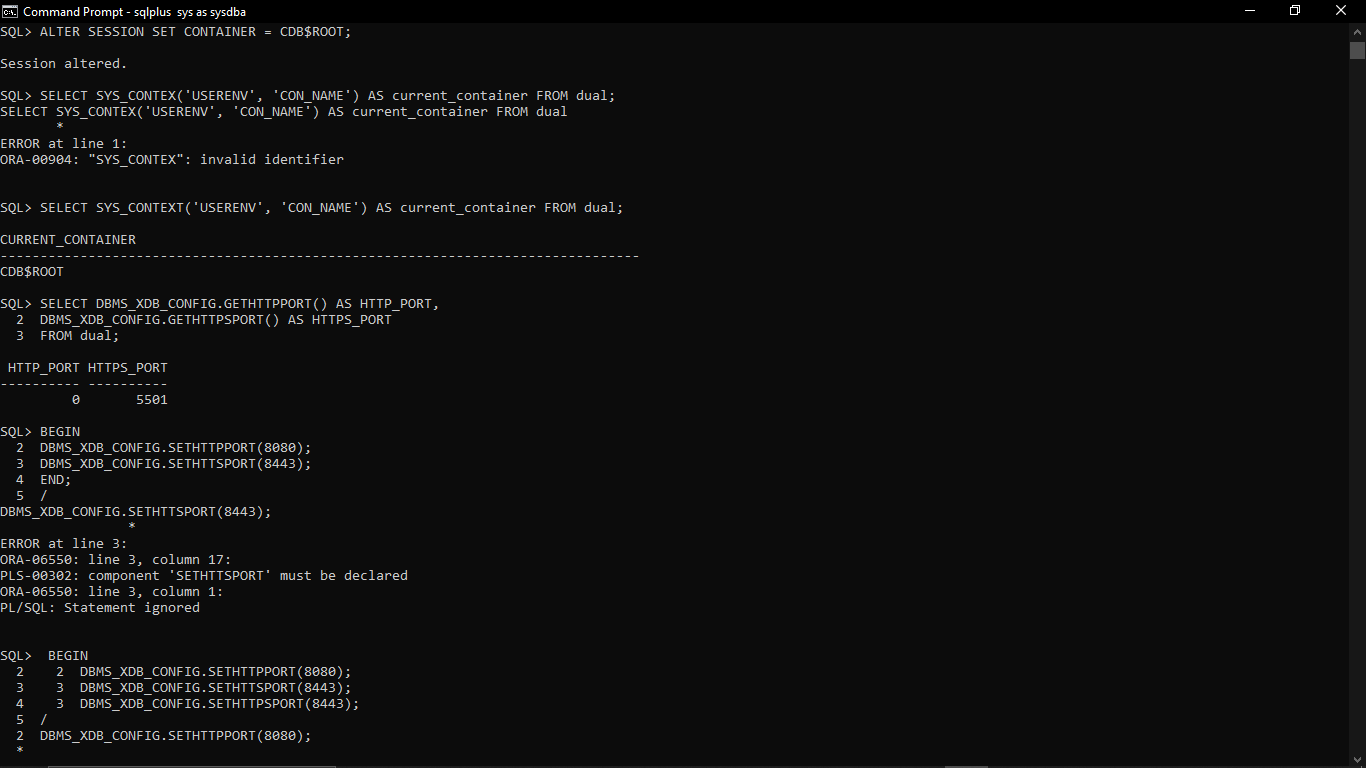 Command Prompt - sqlplus sys as sysdba
SQL> ALTER SESSION SET CONTAINER = CDB$ROOT;
Session altered.
SQL> SELECT SYS_CONTEX('USERENV', 'CON_NAME') AS current_container FROM dual;
SELECT SYS_CONTEX('USERENV', 'CON_NAME') AS current_container FROM dual
       *
ERROR at line 1:
ORA-00904: "SYS_CONTEX": invalid identifier
SQL> SELECT SYS_CONTEXT('USERENV', 'CON_NAME') AS current_container FROM dual;
CURRENT_CONTAINER
--------------------------------------------------------------------------------
CDB$ROOT
SQL> SELECT DBMS_XDB_CONFIG.GETHTTPPORT() AS HTTP_PORT,
  2  DBMS_XDB_CONFIG.GETHTTPSPORT() AS HTTPS_PORT
  3  FROM dual;
 HTTP_PORT HTTPS_PORT
---------- ----------
         0       5501
SQL> BEGIN
  2  DBMS_XDB_CONFIG.SETHTTPPORT(8080);
  3  DBMS_XDB_CONFIG.SETHTTSPORT(8443);
  4  END;
  5  /
DBMS_XDB_CONFIG.SETHTTSPORT(8443);
                *
ERROR at line 3:
ORA-06550: line 3, column 17:
PLS-00302: component 'SETHTTSPORT' must be declared
ORA-06550: line 3, column 1:
PL/SQL: Statement ignored
SQL>  BEGIN
  2    2  DBMS_XDB_CONFIG.SETHTTPPORT(8080);
  3    3  DBMS_XDB_CONFIG.SETHTTSPORT(8443);
  4    3  DBMS_XDB_CONFIG.SETHTTPSPORT(8443);
  5  /
  2  DBMS_XDB_CONFIG.SETHTTPPORT(8080);
  *